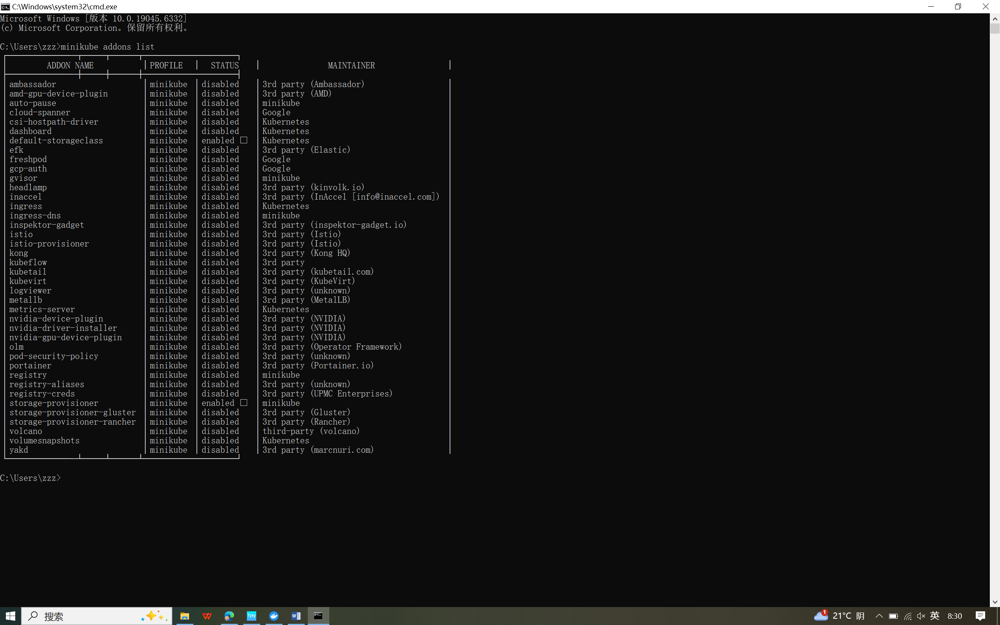 C:\Windows\system32\cmd.exe
Microsoft Windows [版本 10.0.19045.6332]
(c) Microsoft Corporation。保留所有权利。
C:\Users\zzz>minikube addons list
ADDON NAME | PROFILE | STATUS | MAINTAINER |
ambassador | minikube | disabled | 3rd party (Ambassador) |
amd-gpu-device-plugin | minikube | disabled | 3rd party (AMD) |
auto-pause | minikube | disabled | minikube |
cloud-spanner | minikube | disabled | Google |
csi-hostpath-driver | minikube | disabled | Kubernetes |
dashboard | minikube | disabled | Kubernetes |
default-storageclass | minikube | enabled □ | Kubernetes |
efk | minikube | disabled | 3rd party (Elastic) |
freshpod | minikube | disabled | Google |
gcp-auth | minikube | disabled | Google |
gvisor | minikube | disabled | minikube |
headlamp | minikube | disabled | 3rd party (kinvolk.io) |
inaccel | minikube | disabled | 3rd party (InAccel [info@inaccel.com]) |
ingress | minikube | disabled | Kubernetes |
ingress-dns | minikube | disabled | minikube |
inspektor-gadget | minikube | disabled | 3rd party (inspektor-gadget.io) |
istio | minikube | disabled | 3rd party (Istio) |
istio-provisioner | minikube | disabled | 3rd party (Istio) |
kong | minikube | disabled | 3rd party (Kong HQ) |
kubeflow | minikube | disabled | 3rd party |
kubetail | minikube | disabled | 3rd party (kubetail.com) |
kubevirt | minikube | disabled | 3rd party (KubeVirt) |
logviewer | minikube | disabled | 3rd party (unknown) |
metallb | minikube | disabled | 3rd party (MetalLB) |
metrics-server | minikube | disabled | Kubernetes |
nvidia-device-plugin | minikube | disabled | 3rd party (NVIDIA) |
nvidia-driver-installer | minikube | disabled | 3rd party (NVIDIA) |
nvidia-gpu-device-plugin | minikube | disabled | 3rd party (NVIDIA) |
olm | minikube | disabled | 3rd party (Operator Framework) |
pod-security-policy | minikube | disabled | 3rd party (unknown) |
portainer | minikube | disabled | 3rd party (Portainer.io) |
registry | minikube | disabled | minikube |
registry-aliases | minikube | disabled | 3rd party (unknown) |
registry-creds | minikube | disabled | 3rd party (UPMC Enterprises) |
storage-provisioner | minikube | enabled □ | minikube |
storage-provisioner-gluster | minikube | disabled | 3rd party (Gluster) |
storage-provisioner-rancher | minikube | disabled | 3rd party (Rancher) |
volcano | minikube | disabled | third-party (volcano) |
volumesnapshots | minikube | disabled | Kubernetes |
yakd | minikube | disabled | 3rd party (marcnuri.com) |
C:\Users\zzz>
搜索 Tyty 1 21°C 阴 英 8:30